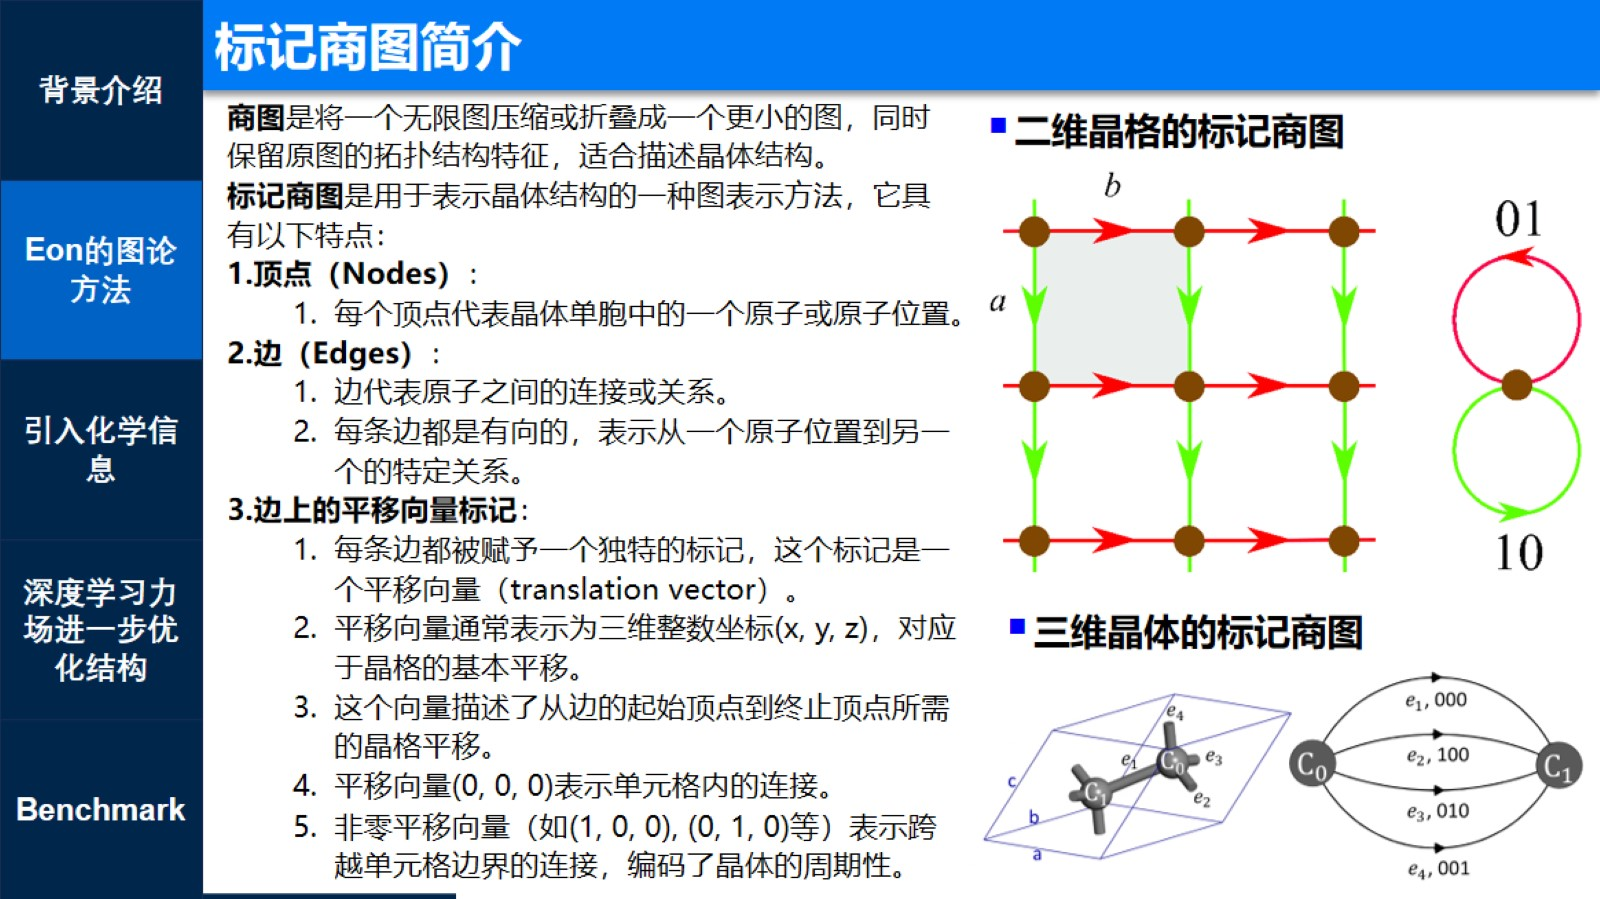 标记商图简介
背景介绍
Eon的图论
方法
引入化学信
息
深度学习力
场进一步优
化结构
Benchmark
商图是将一个无限图压缩或折叠成一个更小的图，同时
保留原图的拓扑结构特征，适合描述晶体结构。
标记商图是用于表示晶体结构的一种图表示方法，它具
有以下特点：
1.顶点（Nodes）:
1. 每个顶点代表晶体单胞中的一个原子或原子位置。
2.边（Edges）:
1. 边代表原子之间的连接或关系。
2. 每条边都是有向的，表示从一个原子位置到另一
个的特定关系。
3.边上的平移向量标记：
1. 每条边都被赋予一个独特的标记，这个标记是一
个平移向量（translation vector）。
2. 平移向量通常表示为三维整数坐标(x, y, z)，对应
于晶格的基本平移。
3. 这个向量描述了从边的起始顶点到终止顶点所需
的晶格平移。
4. 平移向量(0, 0, 0)表示单元格内的连接。
5. 非零平移向量（如(1, 0, 0), (0, 1, 0)等）表示跨
越单元格边界的连接，编码了晶体的周期性。
二维晶格的标记商图
b
a
01
10
三维晶体的标记商图
e₄
e₁
C₀
e₃
C₁
e₂
c
b
a
e₁, 000
e₂, 100
C₀
C₁
e₃, 010
e₄, 001